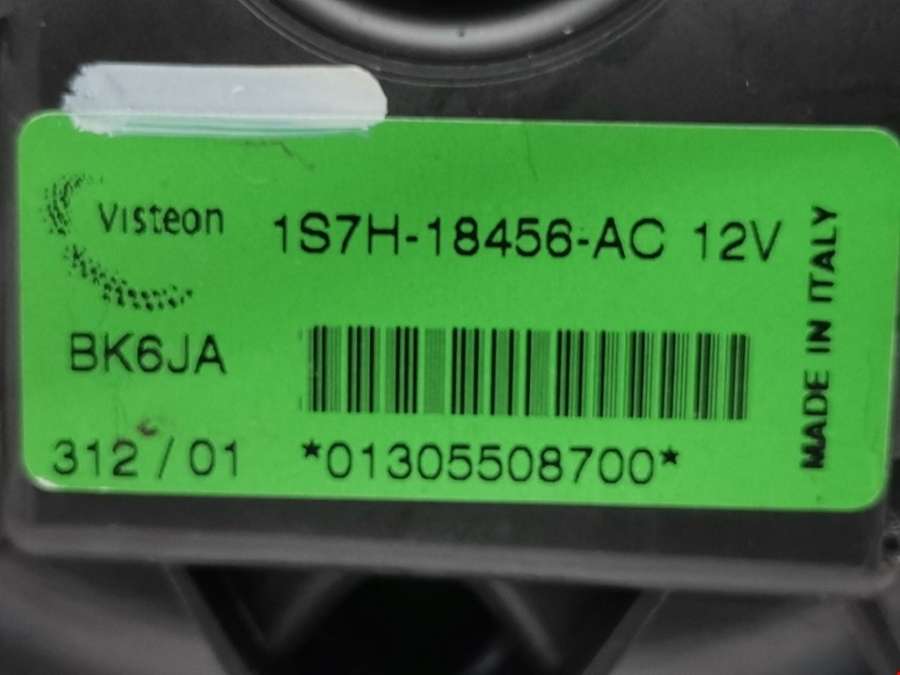 Visteon
1S7H-18456-AC 12V
BK6JA
312 / 01
*01305508700*
MADE IN ITALY